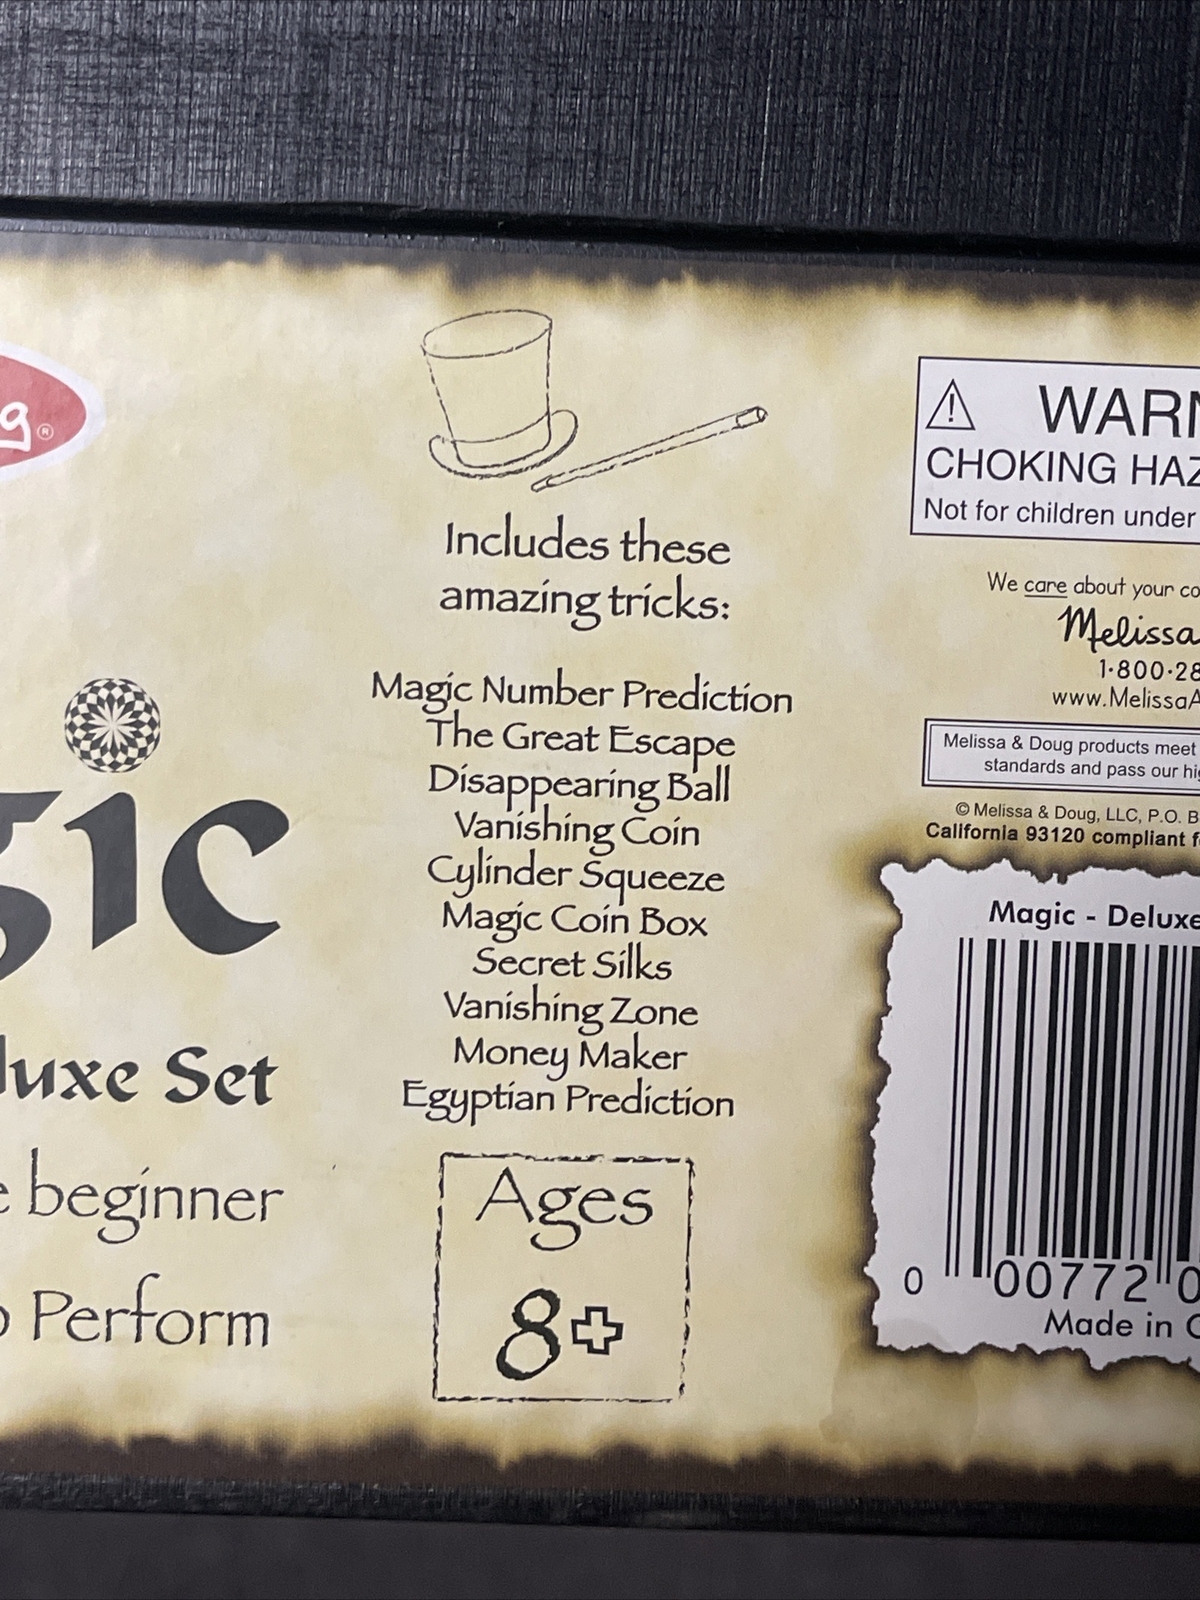 g®
gic
luxe Set
e beginner
o Perform
Includes these
amazing tricks:
Magic Number Prediction
The Great Escape
Disappearing Ball
Vanishing Coin
Cylinder Squeeze
Magic Coin Box
Secret Silks
Vanishing Zone
Money Maker
Egyptian Prediction
Ages
8+
WARN
CHOKING HAZ
Not for children under
We care about your co
Melissa
1-800-28
www.MelissaA
Melissa & Doug products meet
standards and pass our hig
© Melissa & Doug, LLC, P.O. B
California 93120 compliant f
Magic - Deluxe
0 00772 0
Made in C